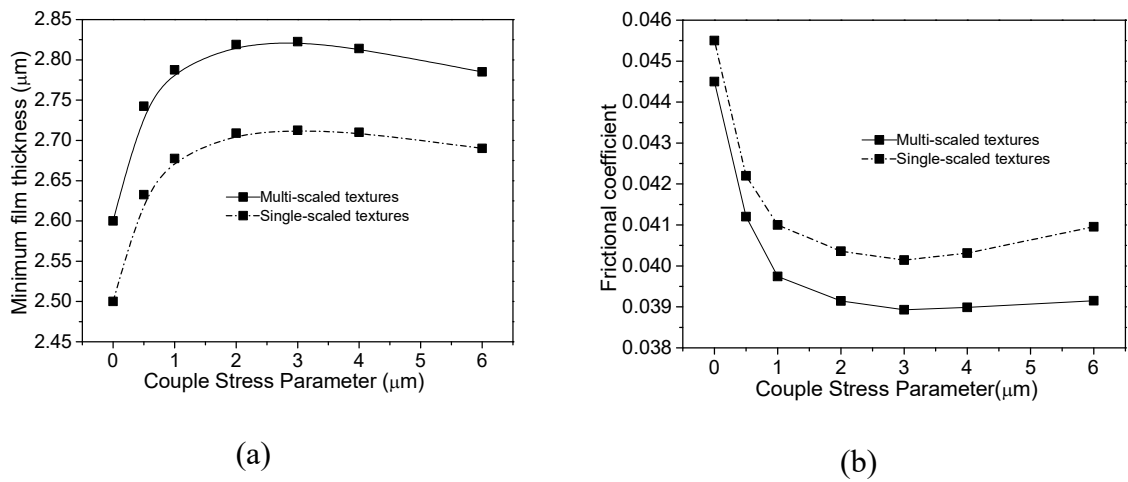 2.85
2.80
2.75
2.70
2.65
2.60
2.55
2.50
2.45
Minimum film thickness (μm)
Multi-scaled textures
Single-scaled textures
0 1 2 3 4 5 6
Couple Stress Parameter (μm)
(a)
0.046
0.045
0.044
0.043
0.042
0.041
0.040
0.039
0.038
Frictional coefficient
Multi-scaled textures
Single-scaled textures
0 1 2 3 4 5 6
Couple Stress Parameter(μm)
(b)